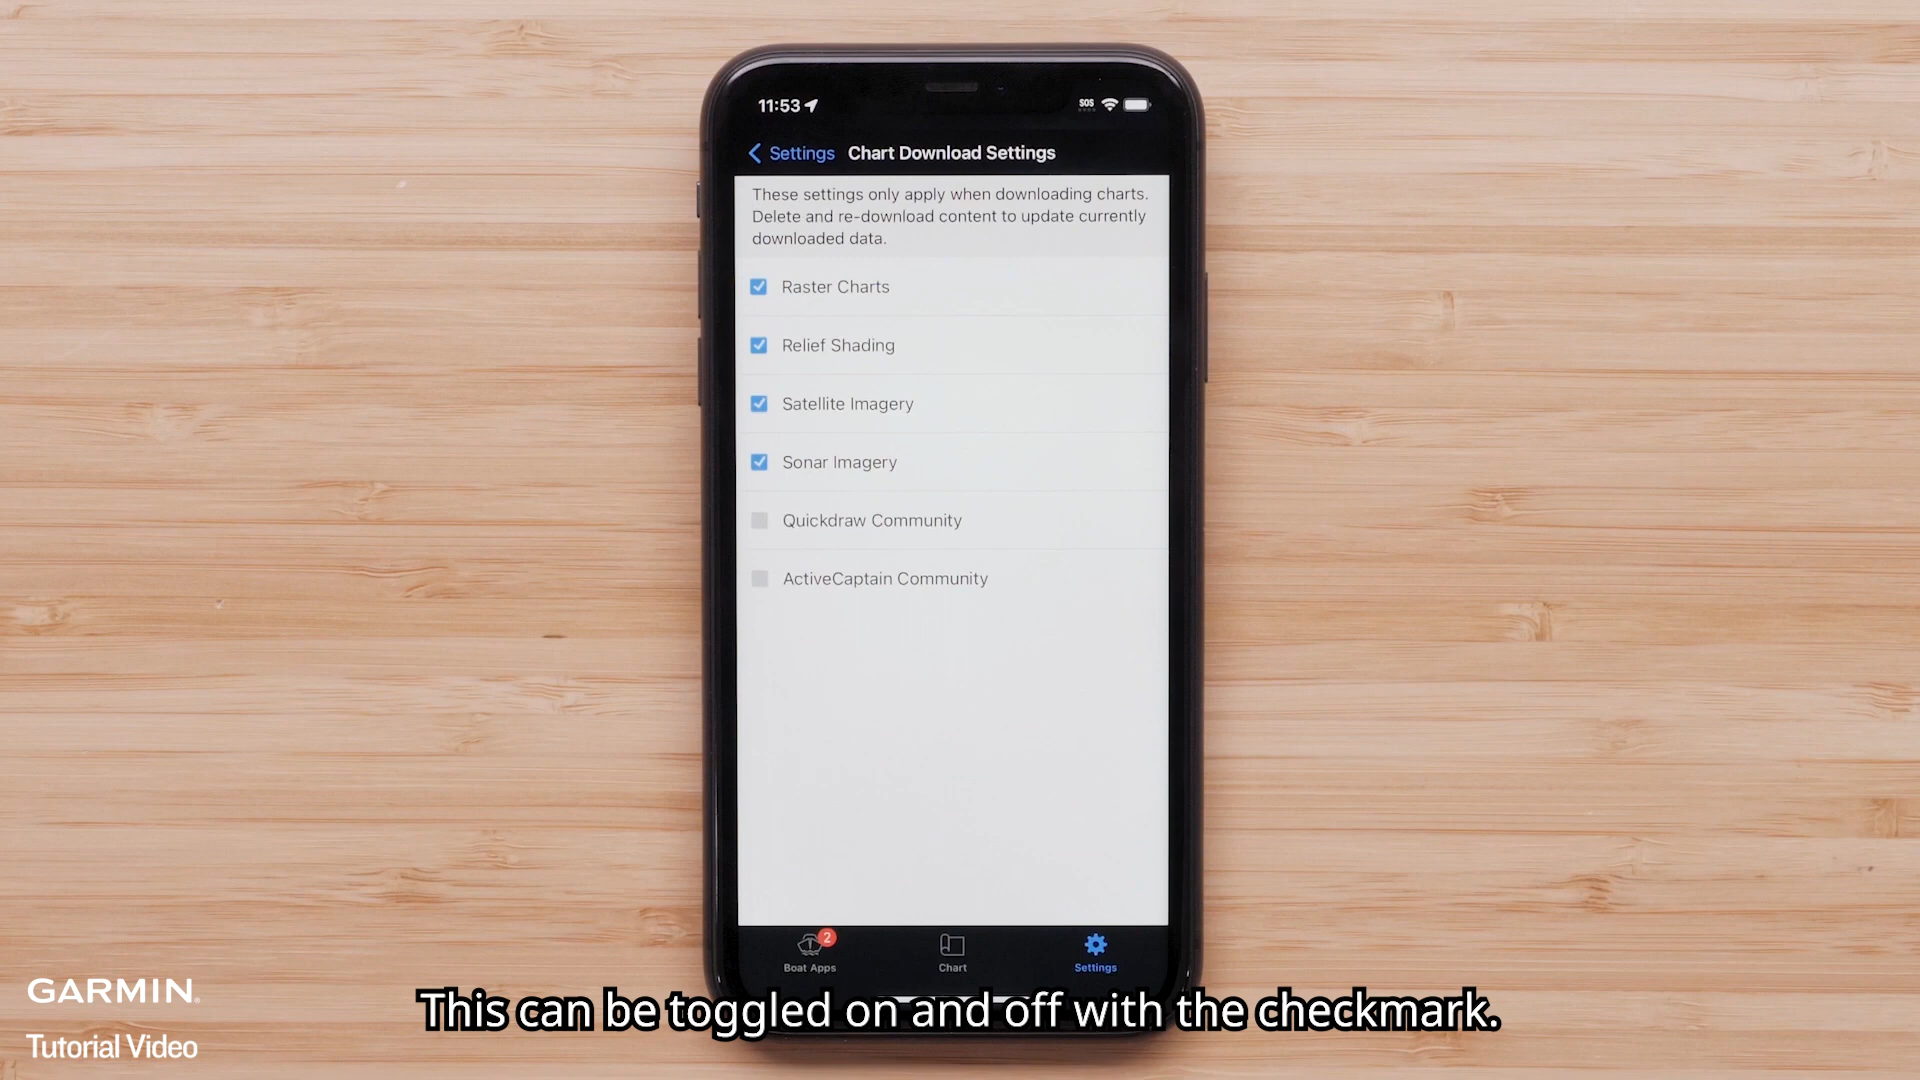 11:53
SOS
Settings Chart Download Settings
These settings only apply when downloading charts.
Delete and re-download content to update currently
downloaded data.
Raster Charts
Relief Shading
Satellite Imagery
Sonar Imagery
Quickdraw Community
ActiveCaptain Community
2
Boat Apps Chart Settings
This can be toggled on and off with the checkmark.
GARMIN
Tutorial Video